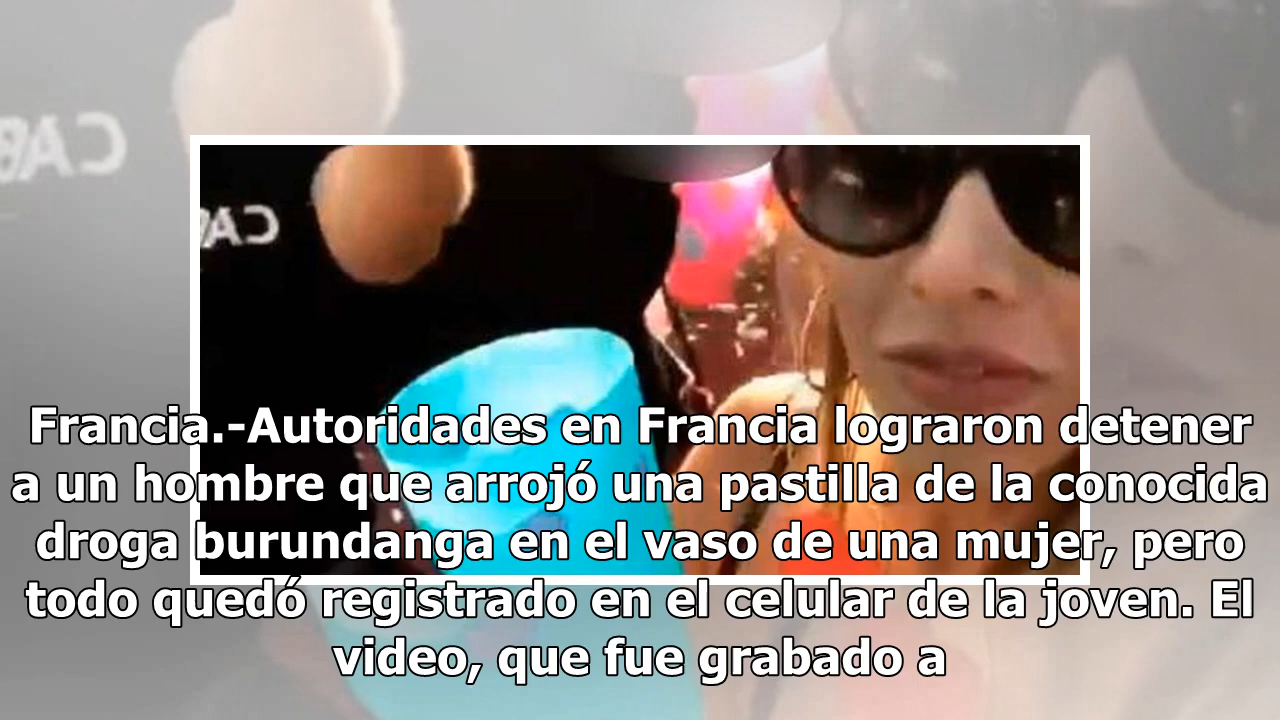 Francia.-Autoridades en Francia lograron detener
a un hombre que arrojó una pastilla de la conocida
droga burundanga en el vaso de una mujer, pero
todo quedó registrado en el celular de la joven. El
video, que fue grabado a